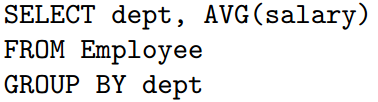 SELECT dept, AVG(salary)
FROM Employee
GROUP BY dept